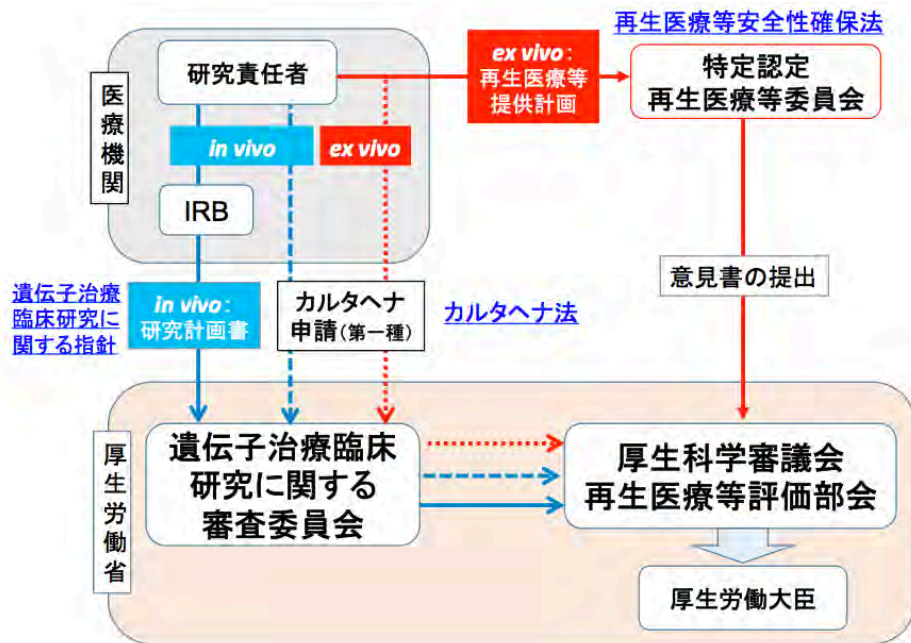 再生医療等安全性確保法
医療機関
研究責任者
ex vivo：
再生医療等
提供計画
特定認定
再生医療等委員会
in vivo
ex vivo
IRB
遺伝子治療
臨床研究に
関する指針
in vivo：
研究計画書
カルタヘナ
申請(第一種)
カルタヘナ法
意見書の提出
厚生労働省
遺伝子治療臨床
研究に関する
審査委員会
厚生科学審議会
再生医療等評価部会
厚生労働大臣